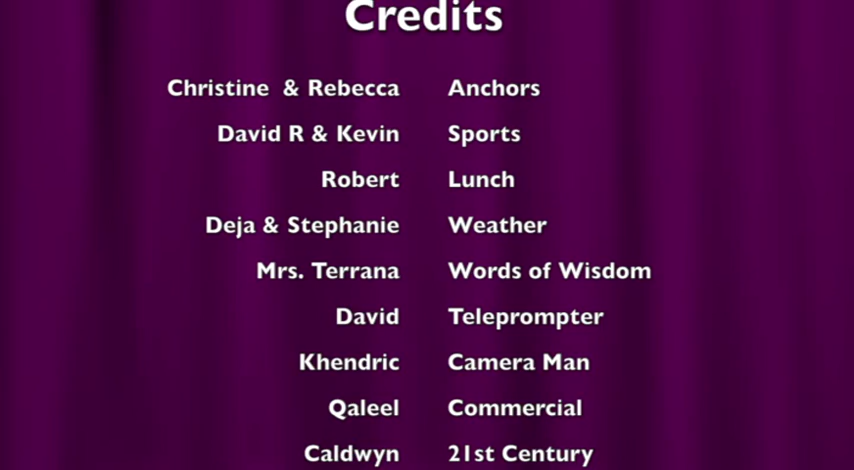 Credits
Christine & Rebecca Anchors
David R & Kevin Sports
Robert Lunch
Deja & Stephanie Weather
Mrs. Terrana Words of Wisdom
David Teleprompter
Khendric Camera Man
Qaleel Commercial
Caldwyn 21st Century